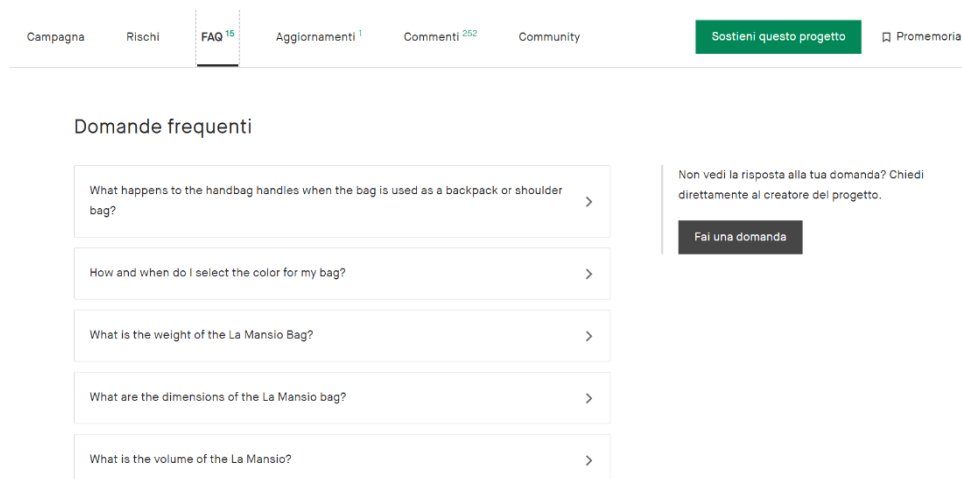 Campagna Rischi FAQ 15 Aggiornamenti 1 Commenti 252 Community Sostieni questo progetto Promemoria
Domande frequenti
What happens to the handbag handles when the bag is used as a backpack or shoulder
bag?
How and when do I select the color for my bag?
What is the weight of the La Mansio Bag?
What are the dimensions of the La Mansio bag?
What is the volume of the La Mansio?
Non vedi la risposta alla tua domanda? Chiedi
direttamente al creatore del progetto.
Fai una domanda